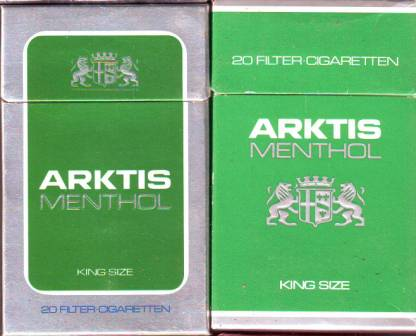 ARKTIS
MENTHOL
KING SIZE
20 FILTER-CIGARETTEN
20 FILTER-CIGARETTEN
ARKTIS
MENTHOL
KING SIZE